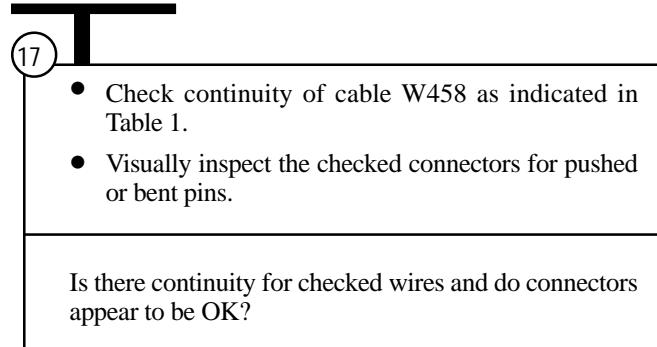 17
● Check continuity of cable W458 as indicated in
Table 1.
● Visually inspect the checked connectors for pushed
or bent pins.
Is there continuity for checked wires and do connectors
appear to be OK?